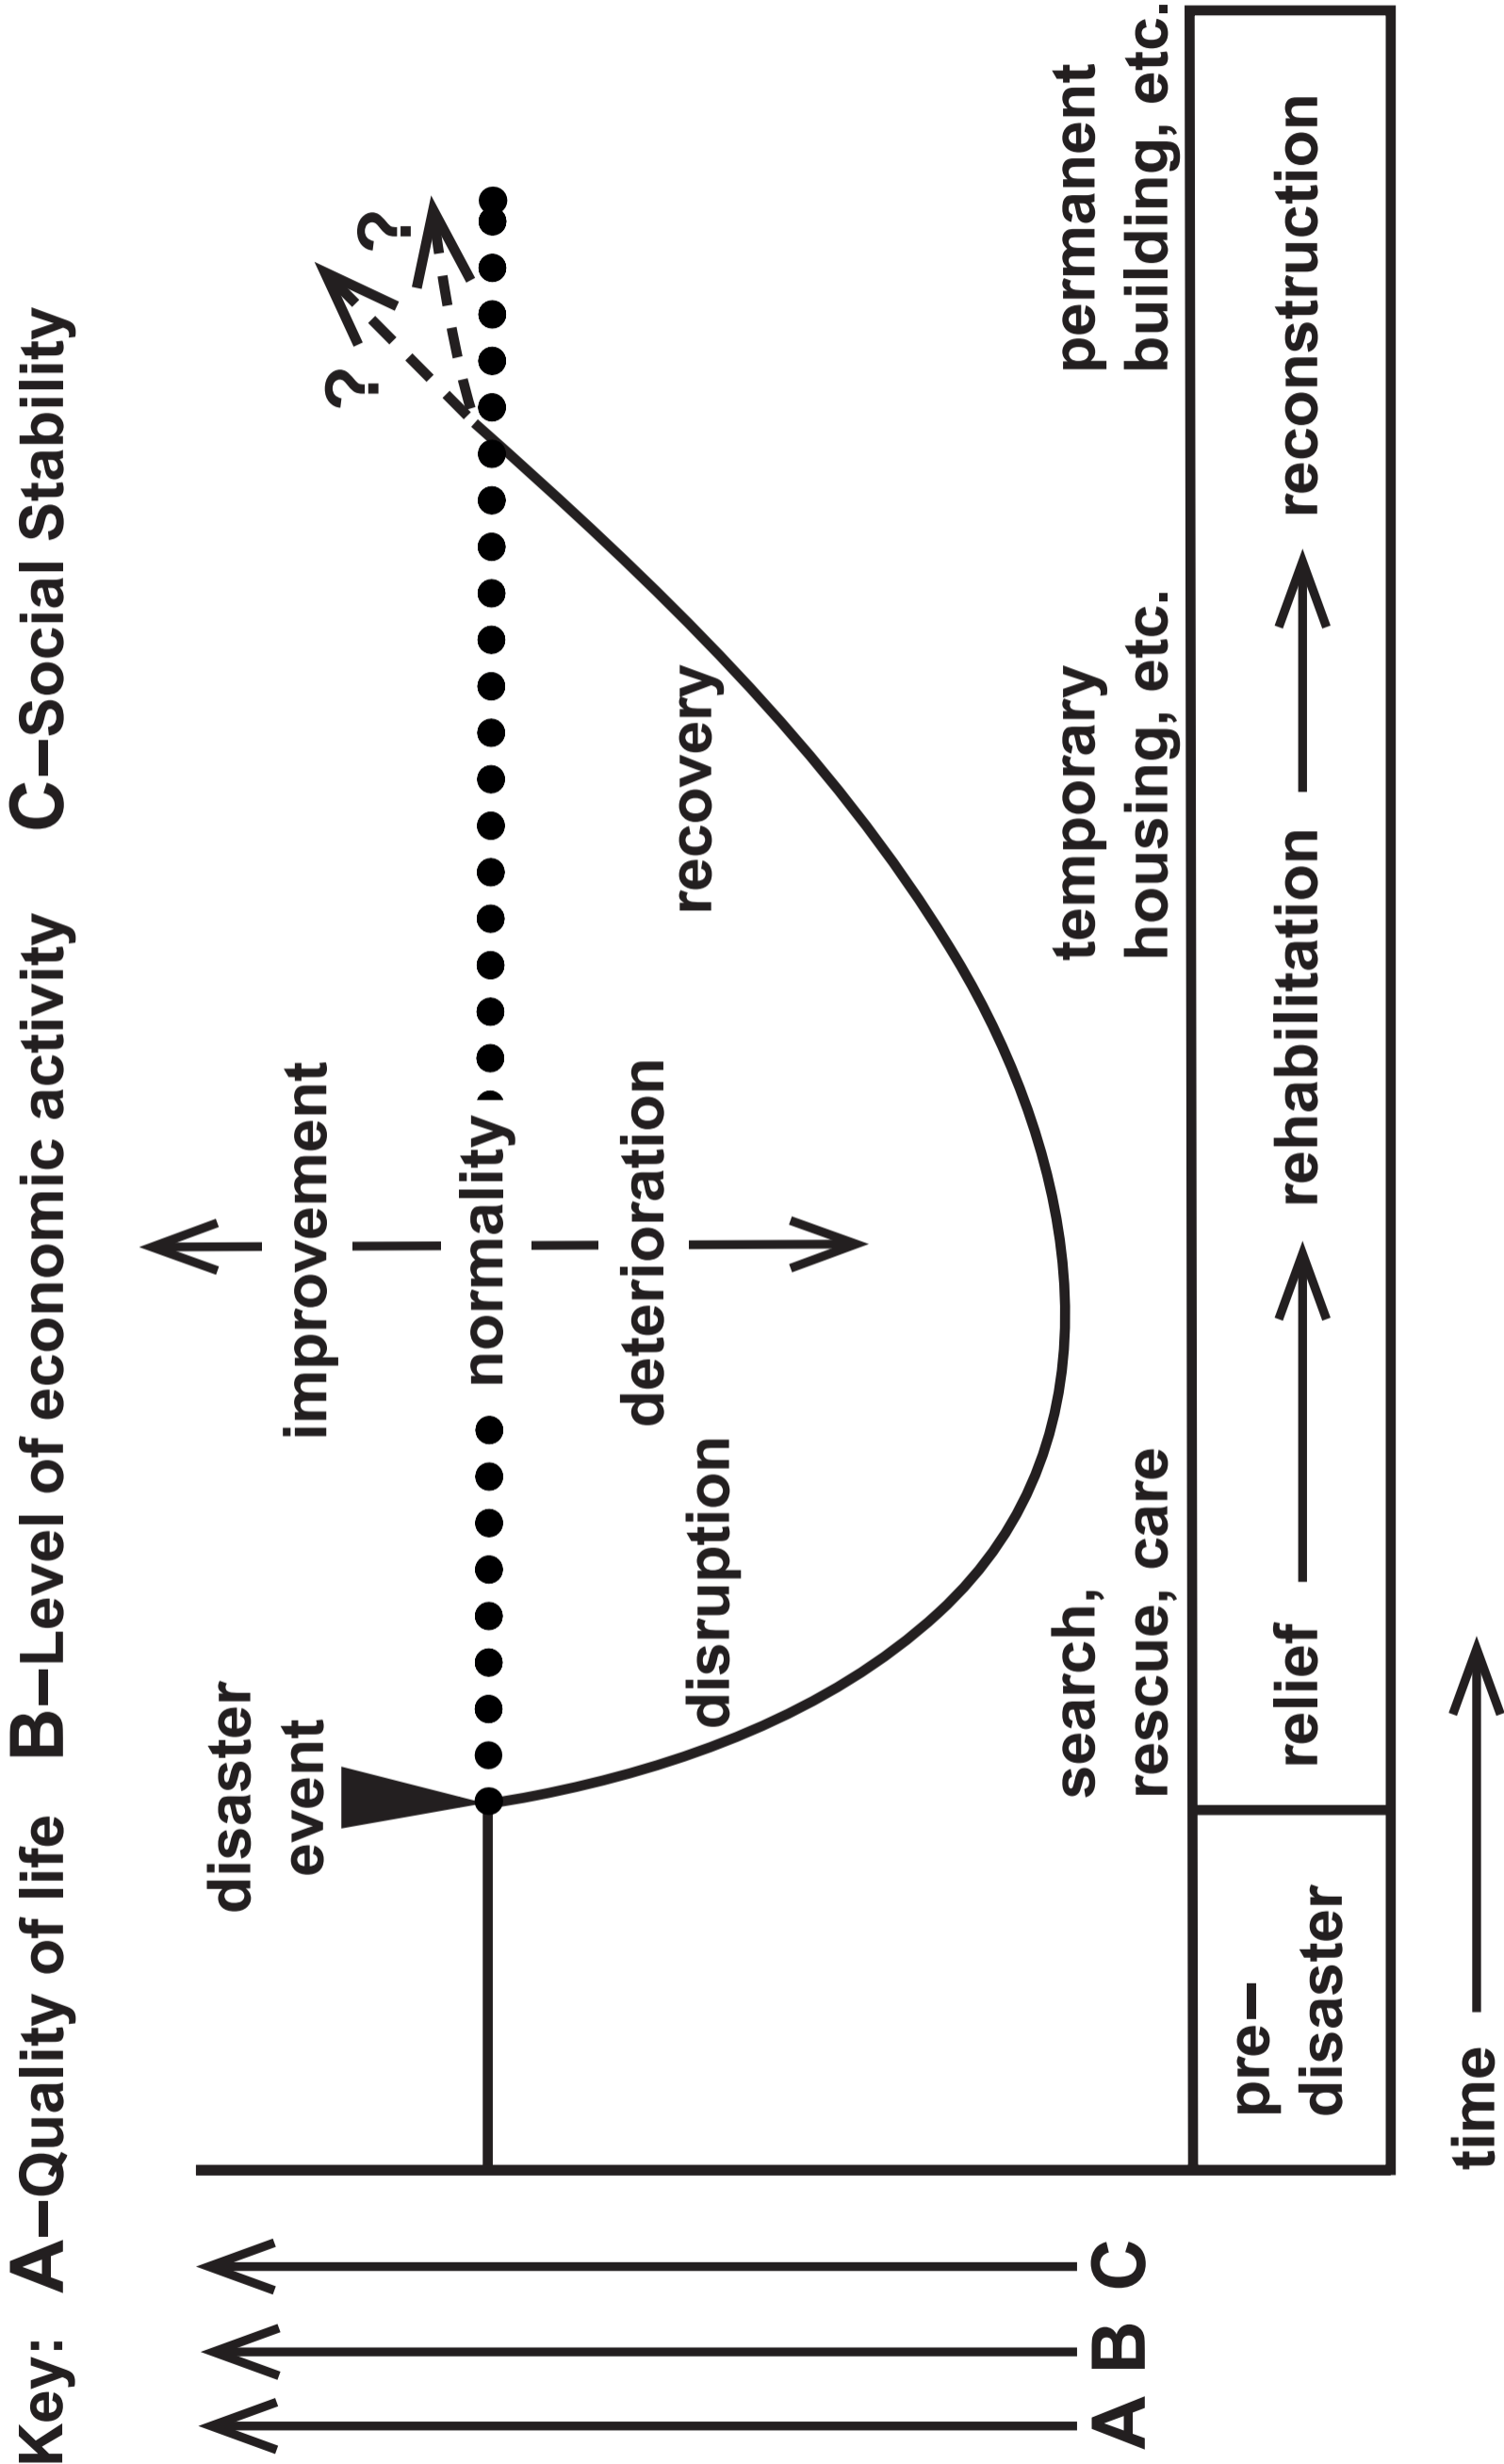 Key: A–Quality of life B–Level of economic activity C–Social Stability
disaster
event
improvement
?
?
normality
deterioration
disruption
recovery
search,
rescue, care
temporary
housing, etc.
permanent
building, etc.
A B C
pre–
disaster
relief
rehabilitation
reconstruction
time